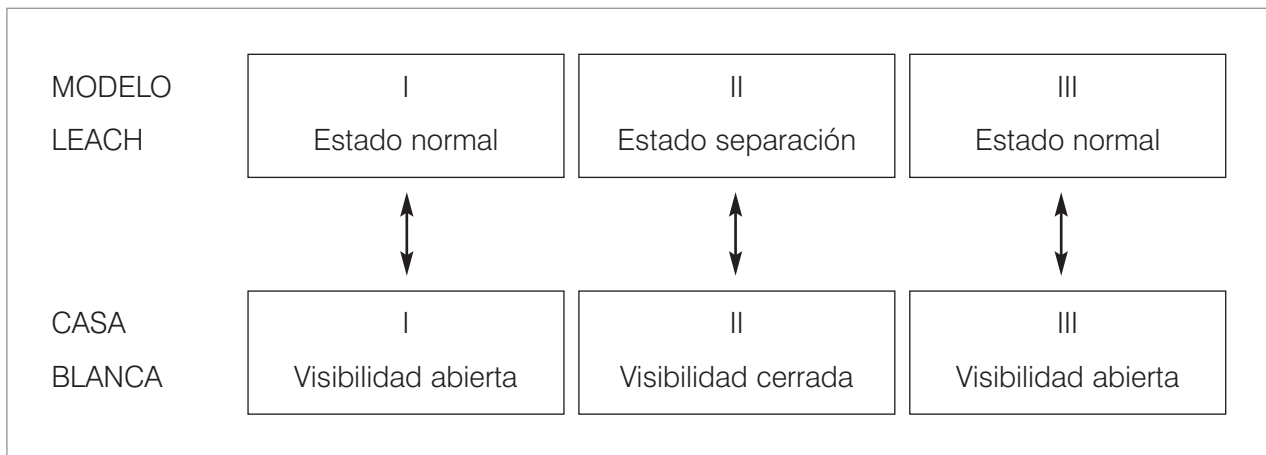 MODELO
LEACH
I
Estado normal
II
Estado separación
III
Estado normal
CASA
BLANCA
I
Visibilidad abierta
II
Visibilidad cerrada
III
Visibilidad abierta